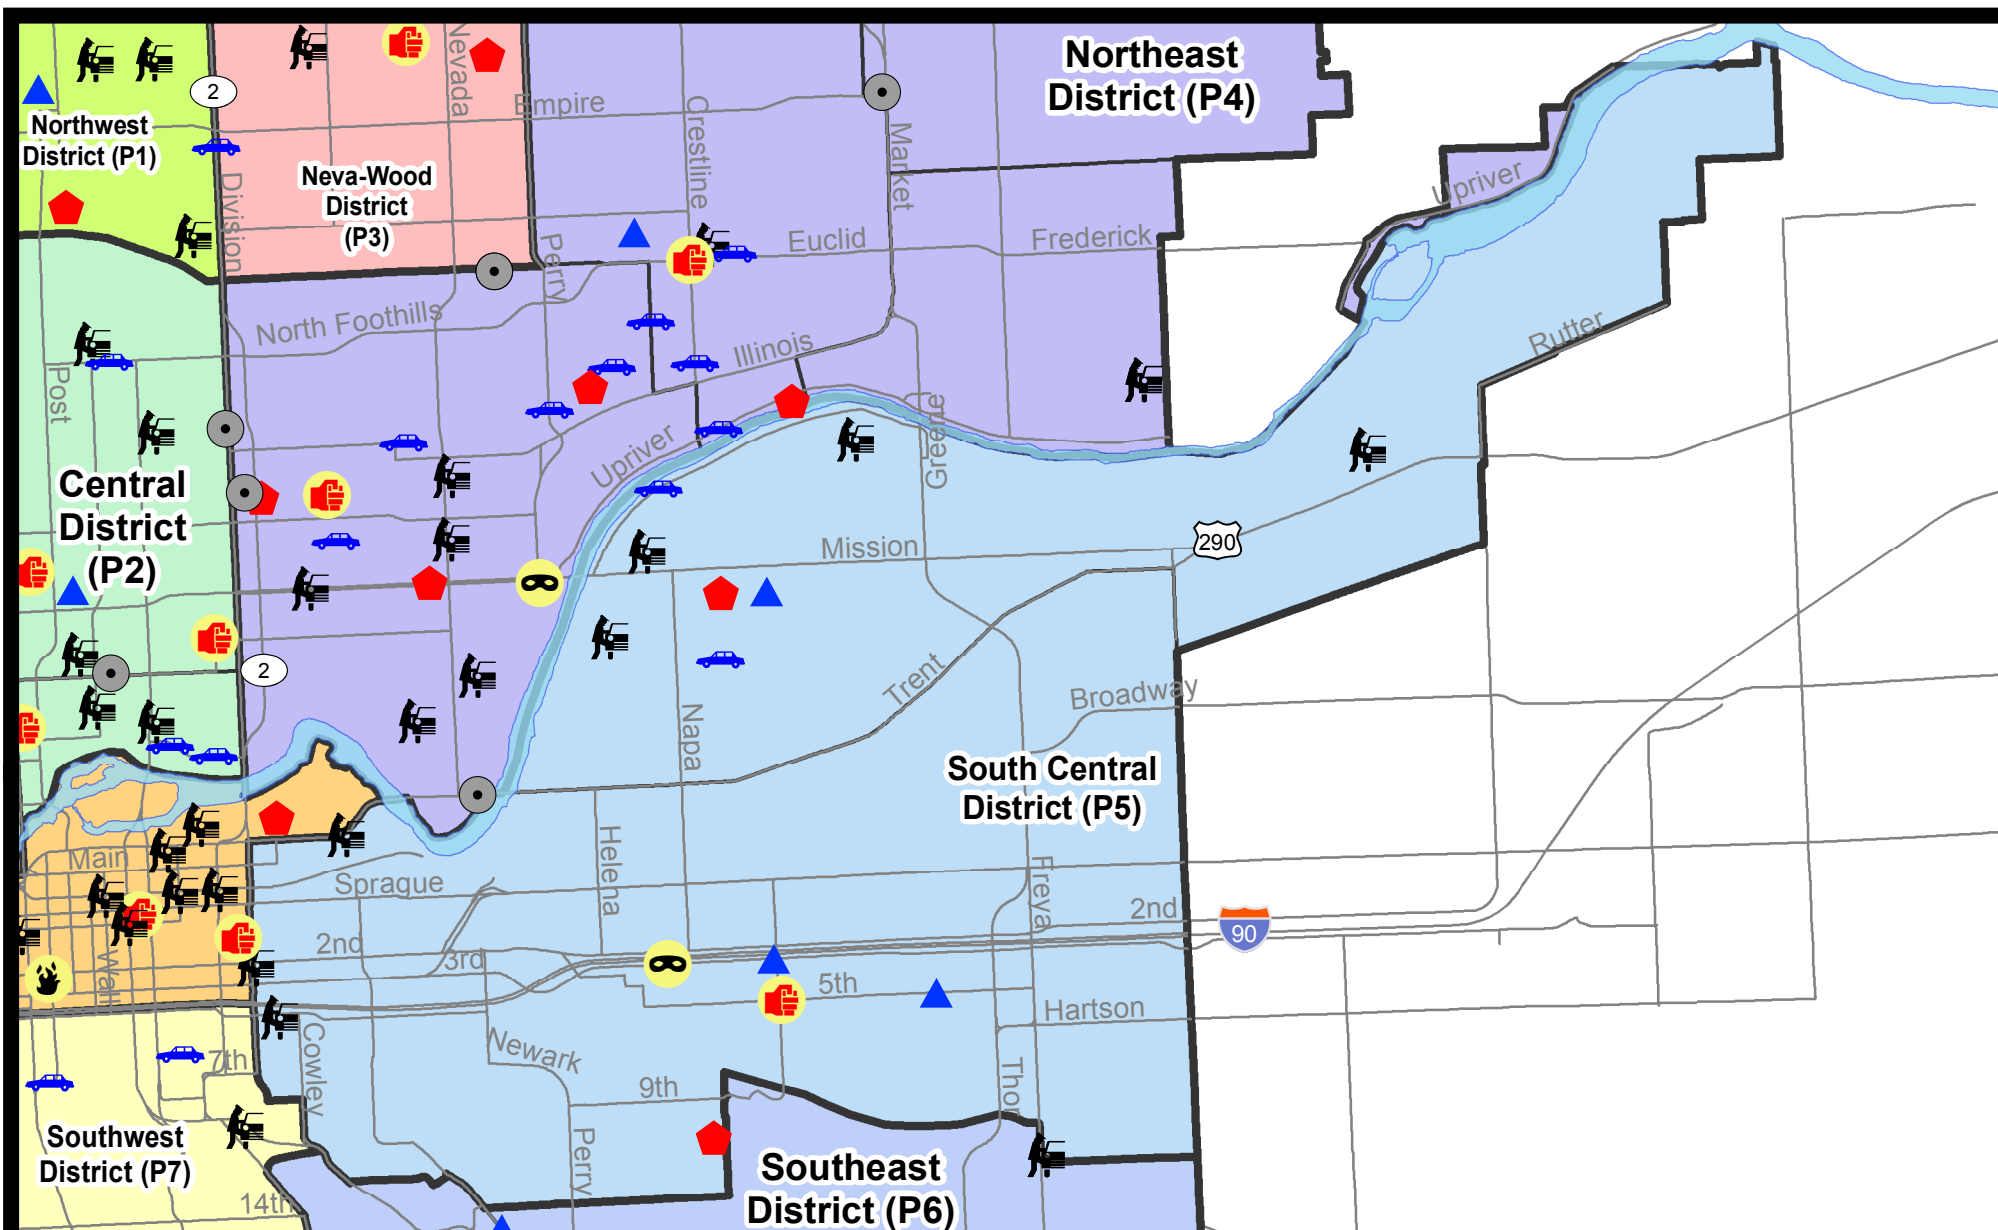 Northeast
District (P4)
Nevada
2
Empire
Crestline
Market
Northwest
District (P1)
Neva-Wood
District
(P3)
Division
Upriver
Perry
Euclid
Frederick
North Foothills
Illinois
Rutter
Post
Greene
Upriver
Central
District
(P2)
Mission
290
2
Trent
Broadway
Napa
South Central
District (P5)
Main
Sprague
Helena
Freya
2nd
2nd
90
3rd
Wall
5th
Hartson
Cowley
7th
Newark
9th
Thor
Southwest
District (P7)
Perry
Southeast
District (P6)
14th